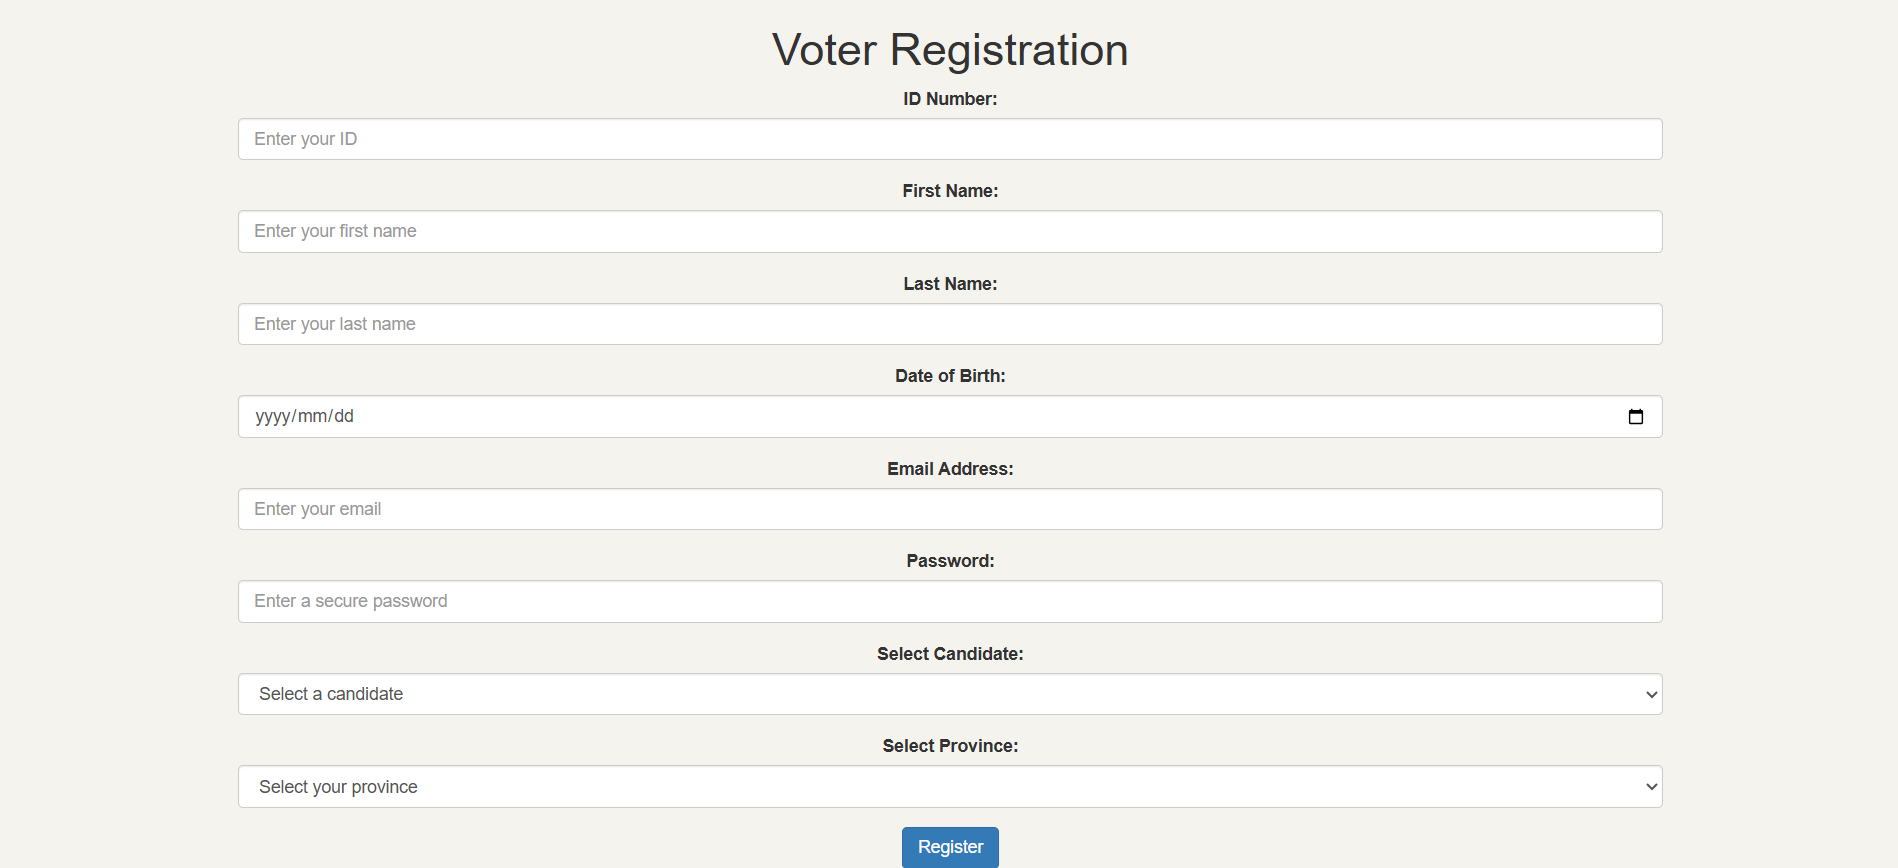 Voter Registration
ID Number:
Enter your ID
First Name:
Enter your first name
Last Name:
Enter your last name
Date of Birth:
yyyy/mm/dd
Email Address:
Enter your email
Password:
Enter a secure password
Select Candidate:
Select a candidate
Select Province:
Select your province
Register